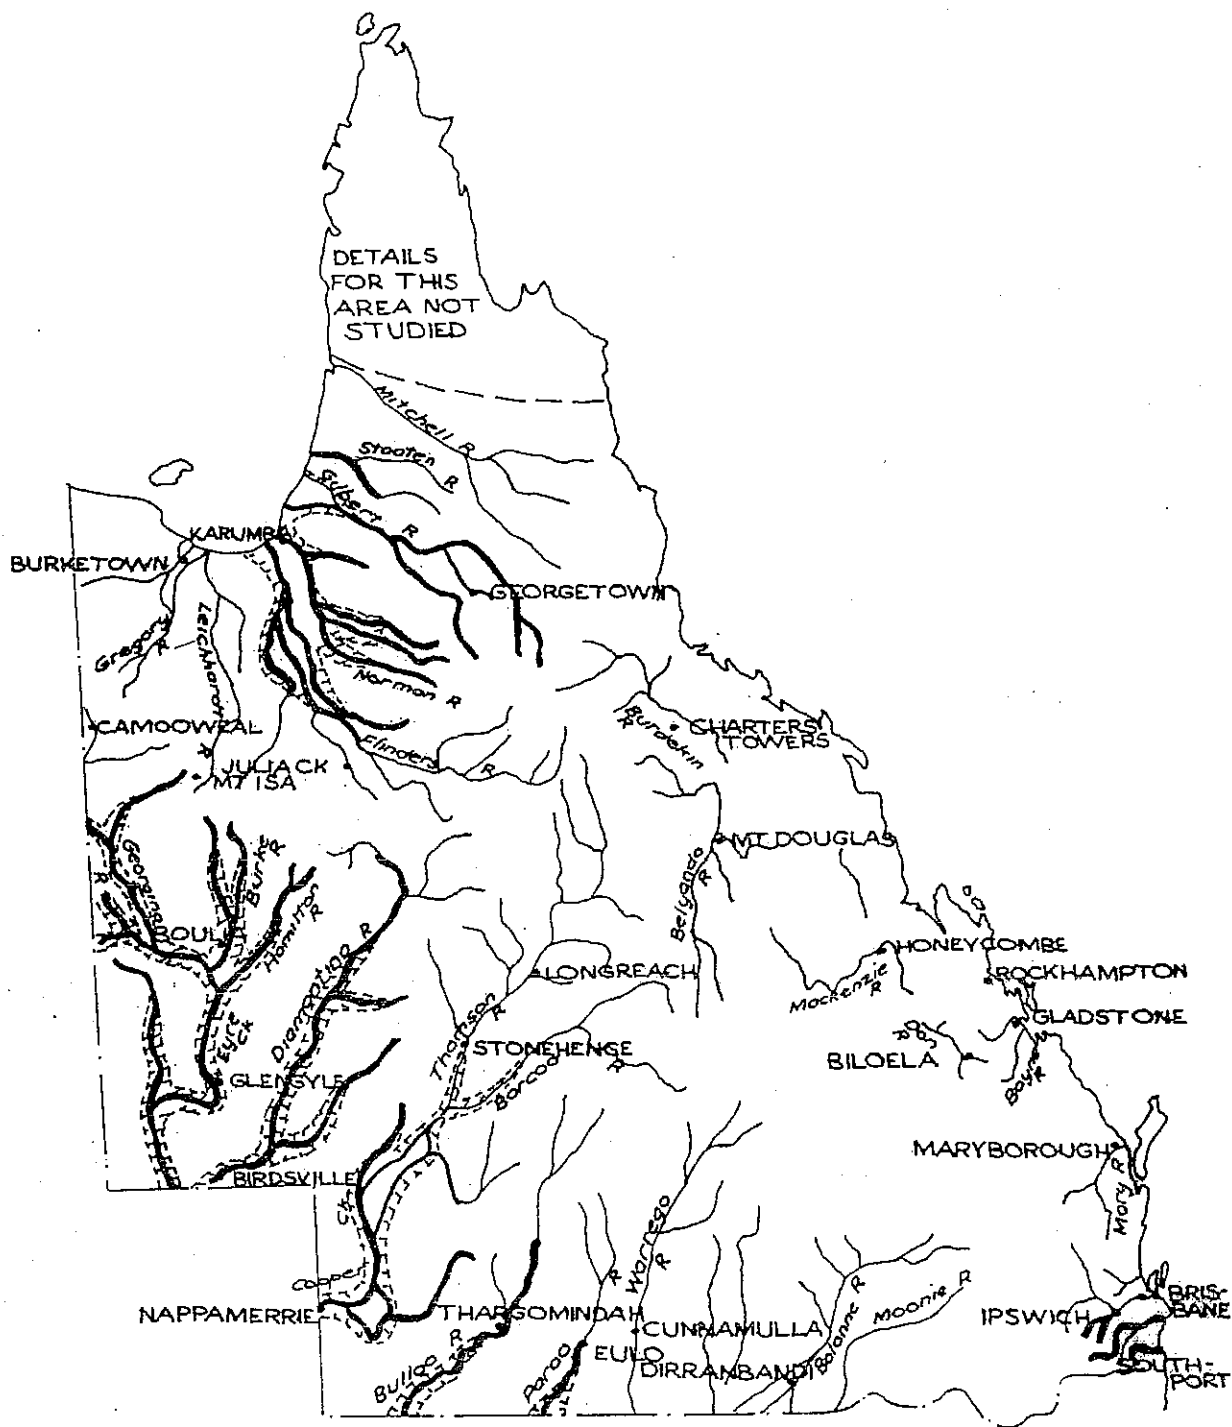 DETAILS
FOR THIS
AREA NOT
STUDIED
Mitchell R
Staaten R
Gilbert R
KARUMBA
BURKETOWN
GEORGETOWN
Gregory R
Leichhardt R
Norman R
CAMOOWEAL
Flinders R
Burdekin R
CHARTERS
TOWERS
JULIA CK
MT ISA
MT DOUGLAS
Georgina R
Burke R
Hamilton R
BOULIA
Belyando R
HONEYCOMBE
LONGREACH
ROCKHAMPTON
Mackenzie R
Diamantina R
Eyre CK
Thomson R
GLADSTONE
STONEHENGE
BILOELA
Boyne R
GLENGYLE
Barcoo R
MARYBOROUGH
Mary R
BIRDSVILLE
Warrego R
Cooper CK
NAPPAMERRIE
THARGOMINDAH
CUNNAMULLA
EULO
DIRRANBANDI
Balonne R
Moonie R
IPSWICH
BRIS-
BANE
SOUTH-
PORT
Bulloo R
Paroo